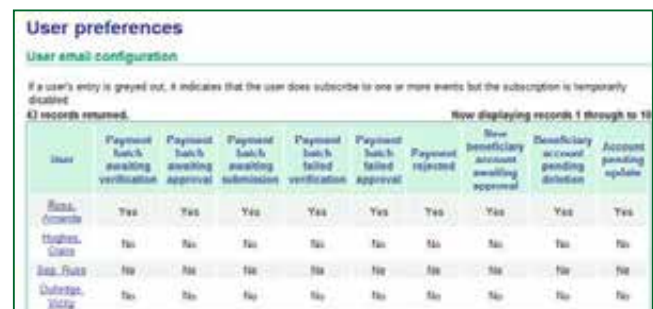 User preferences
User email configuration
If a user's entry is greyed out, it indicates that the user does subscribe to one or more events but the subscription is temporarily
disabled
43 records returned. Now displaying records 1 through to 10
User Payment batch awaiting verification Payment batch awaiting approval Payment batch awaiting submission Payment batch failed verification Payment batch failed approval Payment rejected New beneficiary account awaiting approval Beneficiary account pending deletion Account pending update
Ross, Amanda Yes Yes Yes Yes Yes Yes Yes Yes Yes
Hughes, Claire No No No No No No No No No
Russ No No No No No No No No No
Vicky No No No No No No No No No